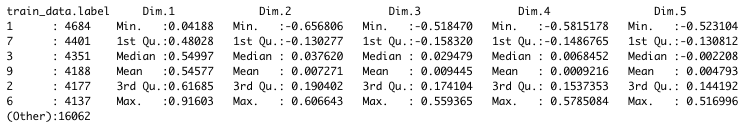 train_data.label Dim.1 Dim.2 Dim.3 Dim.4 Dim.5
1 : 4684 Min. :0.04188 Min. :-0.656806 Min. :-0.518470 Min. :-0.5815178 Min. :-0.523104
7 : 4401 1st Qu.:0.48028 1st Qu.:-0.130277 1st Qu.:-0.158320 1st Qu.:-0.1486765 1st Qu.:-0.130812
3 : 4351 Median :0.54997 Median : 0.037620 Median : 0.029479 Median : 0.0068452 Median :-0.002208
9 : 4188 Mean :0.54577 Mean : 0.007271 Mean : 0.009445 Mean : 0.0009216 Mean : 0.004793
2 : 4177 3rd Qu.:0.61685 3rd Qu.: 0.190402 3rd Qu.: 0.174104 3rd Qu.: 0.1537353 3rd Qu.: 0.144192
6 : 4137 Max. :0.91603 Max. : 0.606643 Max. : 0.559365 Max. : 0.5785084 Max. : 0.516996
(Other):16062